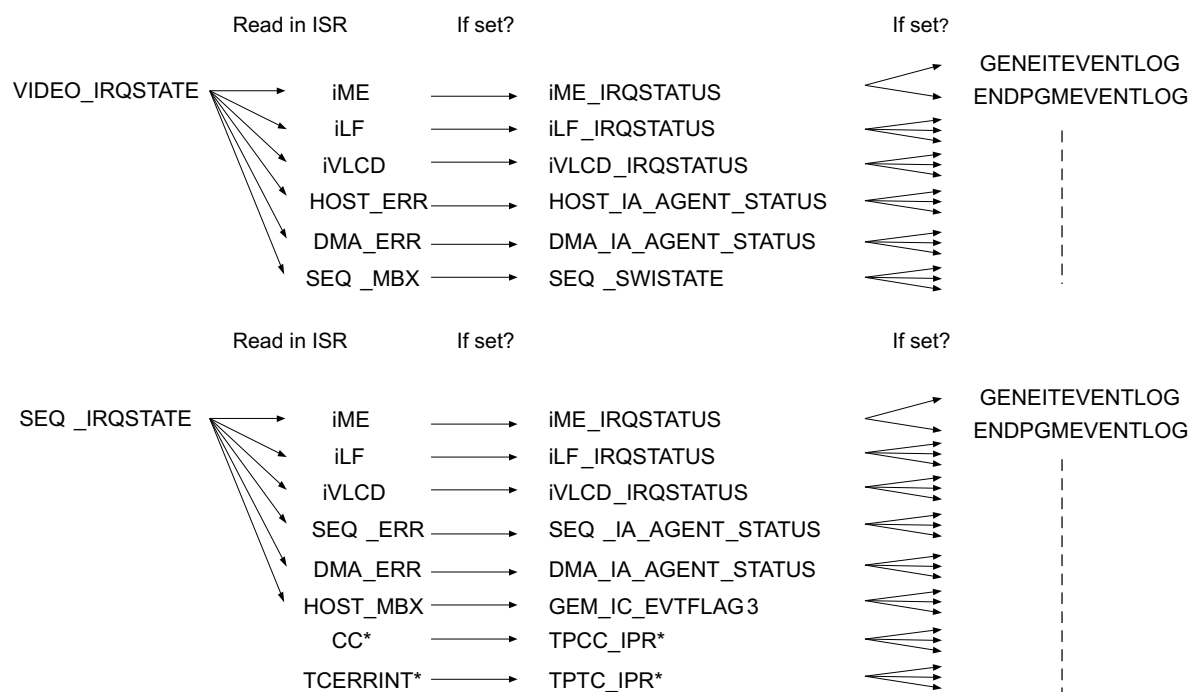 Read in ISR If set? If set?
GENEITEVENTLOG
VIDEO_IRQSTATE iME iME_IRQSTATUS ENDPGMEVENTLOG
iLF iLF_IRQSTATUS
iVLCD iVLCD_IRQSTATUS
HOST_ERR HOST_IA_AGENT_STATUS
DMA_ERR DMA_IA_AGENT_STATUS
SEQ _MBX SEQ _SWISTATE
Read in ISR If set? If set?
GENEITEVENTLOG
SEQ _IRQSTATE iME iME_IRQSTATUS ENDPGMEVENTLOG
iLF iLF_IRQSTATUS
iVLCD iVLCD_IRQSTATUS
SEQ _ERR SEQ _IA_AGENT_STATUS
DMA_ERR DMA_IA_AGENT_STATUS
HOST_MBX GEM_IC_EVTFLAG3
CC* TPCC_IPR*
TCERRINT* TPTC_IPR*